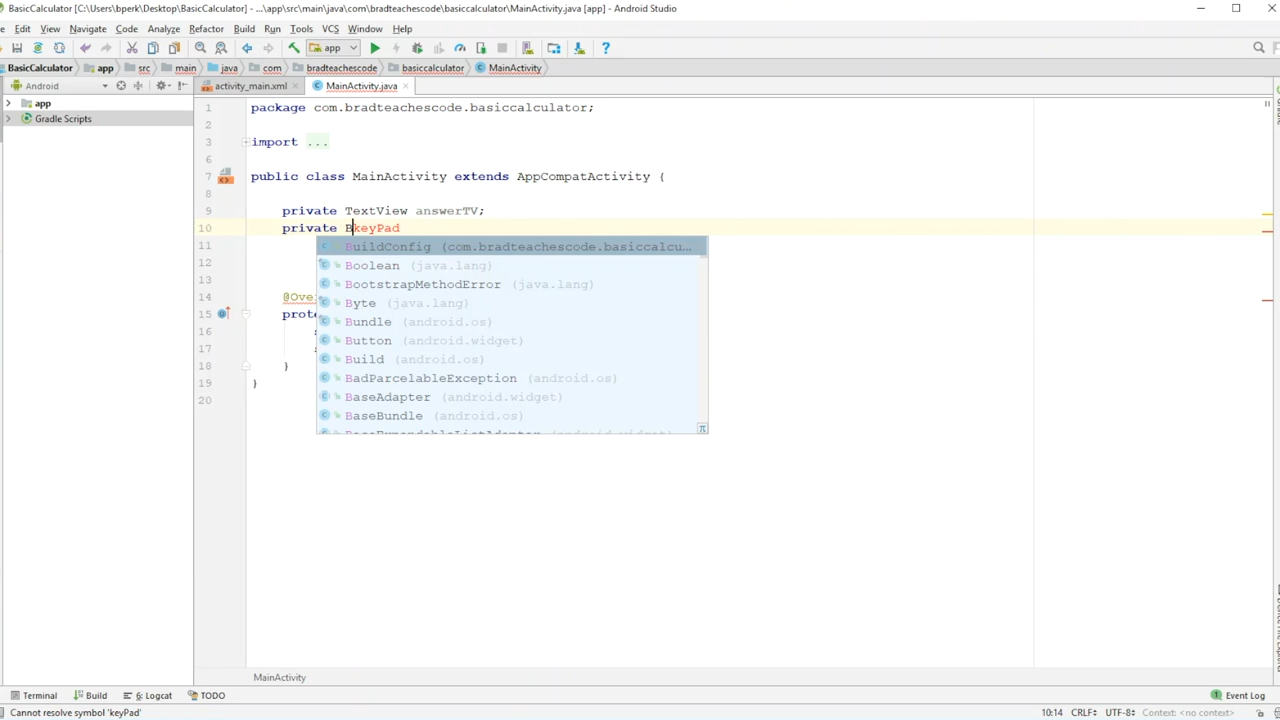 BasicCalculator [C:\Users\bperk\Desktop\BasicCalculator] - ...\app\src\main\java\com\bradteachescode\basiccalculator\MainActivity.java [app] - Android Studio
Edit View Navigate Code Analyze Refactor Build Run Tools VCS Window Help
app
BasicCalculator app src main java com bradteachescode basiccalculator MainActivity
Android activity_main.xml MainActivity.java
app
Gradle Scripts
1 package com.bradteachescode.basiccalculator;
2
3 import ...
6
7 public class MainActivity extends AppCompatActivity {
8
9 private TextView answerTV;
10 private BkeyPad
11 BuildConfig (com.bradteachescode.basiccalcu...
12 Boolean (java.lang)
13 BootstrapMethodError (java.lang)
14 @Ove Byte (java.lang)
15 prote Bundle (android.os)
16 Button (android.widget)
17 Build (android.os)
18 } BadParcelableException (android.os)
19 } BaseAdapter (android.widget)
20 BaseBundle (android.os)
MainActivity
Terminal Build 6: Logcat TODO Event Log
Cannot resolve symbol 'keyPad' 10:14 CRLF UTF-8 Context: <no context>